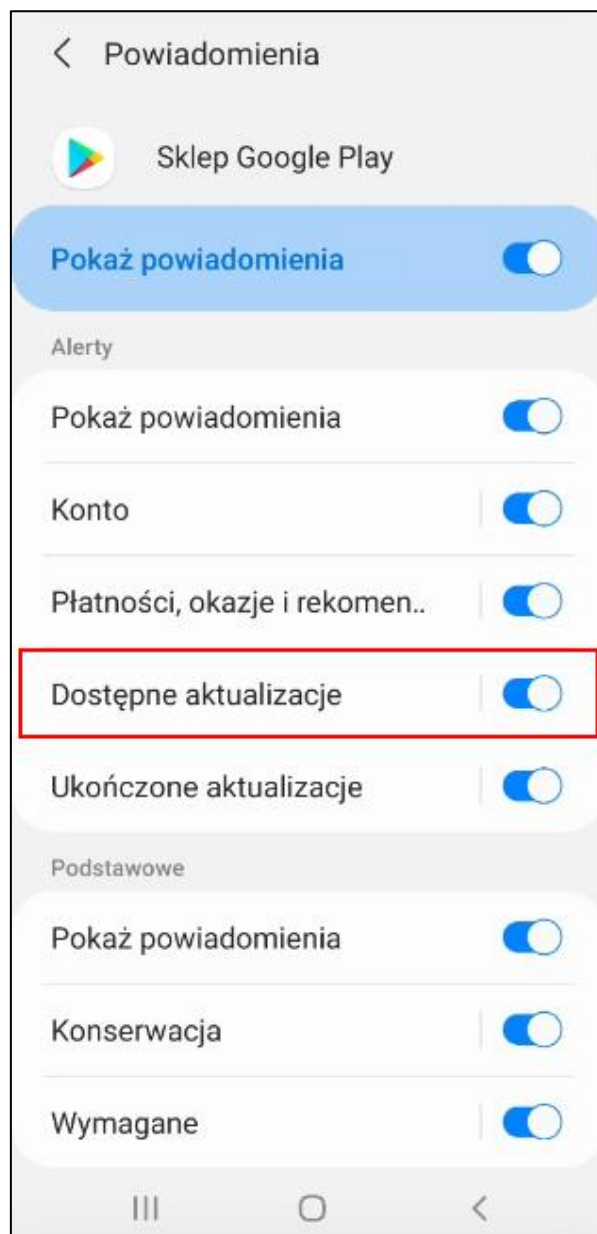 Powiadomienia
Sklep Google Play
Pokaż powiadomienia
Alerty
Pokaż powiadomienia
Konto
Płatności, okazje i rekomen..
Dostępne aktualizacje
Ukończone aktualizacje
Podstawowe
Pokaż powiadomienia
Konserwacja
Wymagane